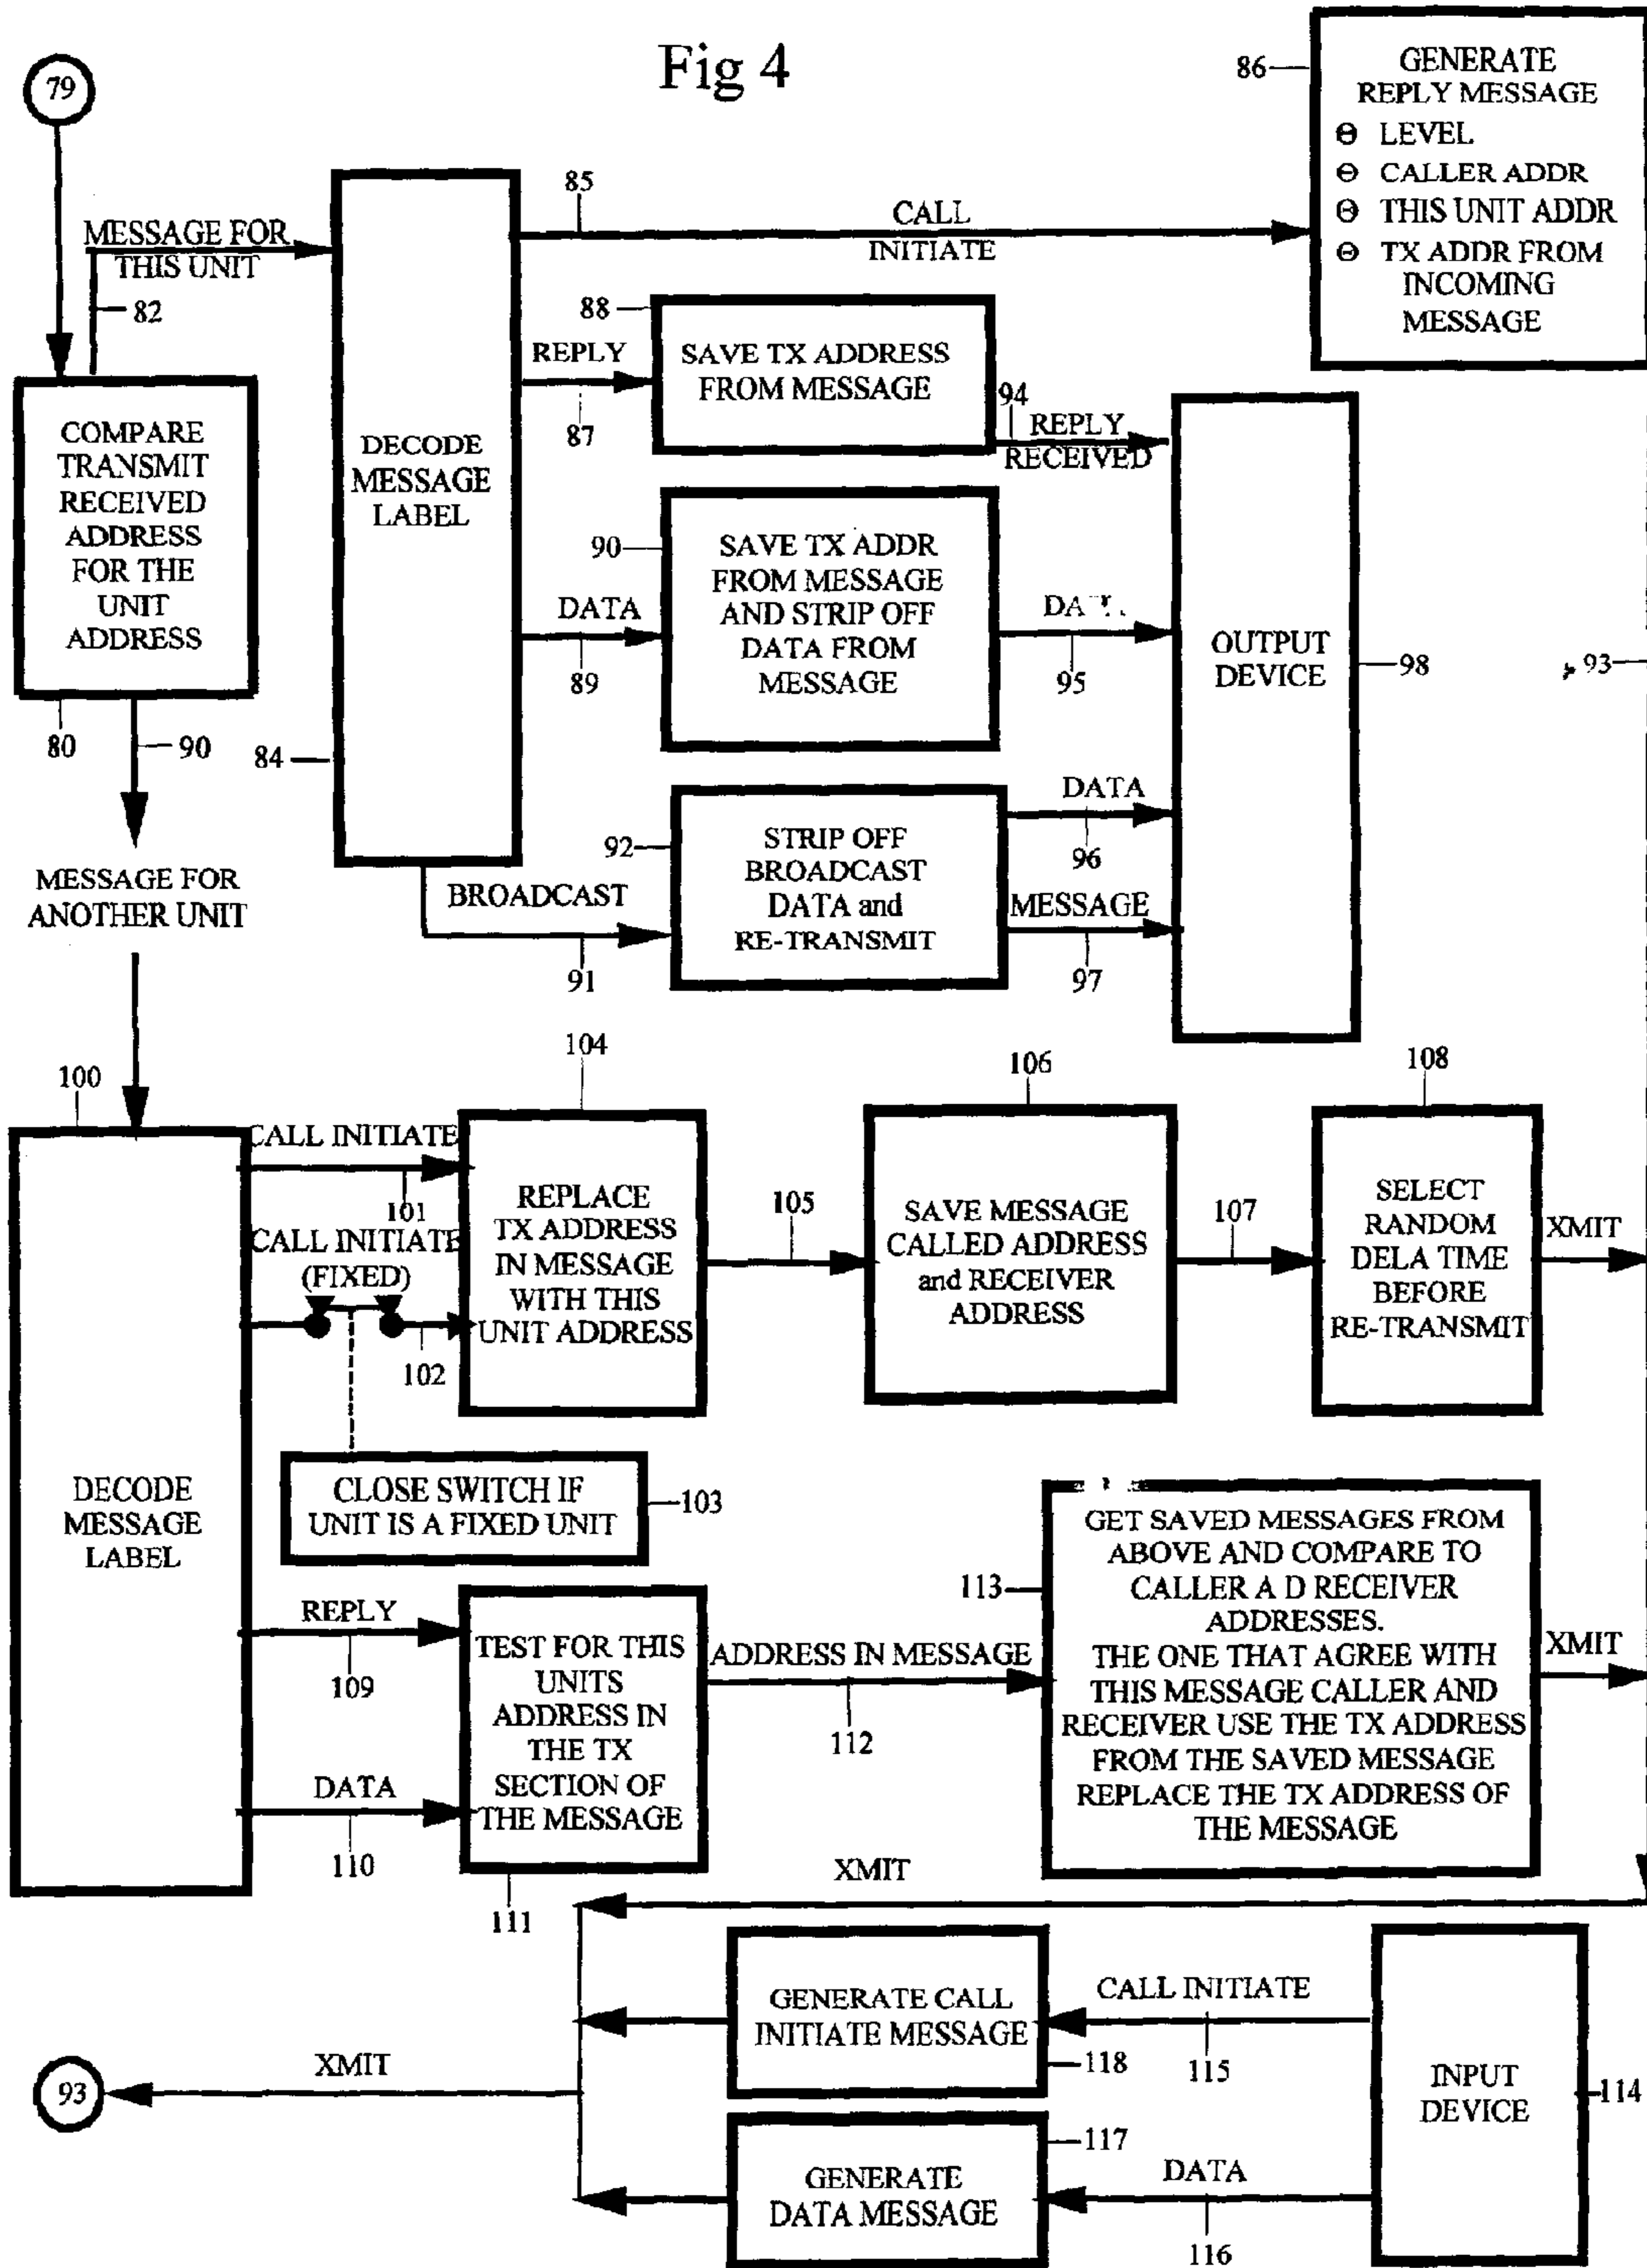 Fig 4
79
86
GENERATE
REPLY MESSAGE
Θ LEVEL
Θ CALLER ADDR
Θ THIS UNIT ADDR
Θ TX ADDR FROM
INCOMING
MESSAGE
MESSAGE FOR
THIS UNIT
82
85
CALL
INITIATE
COMPARE
TRANSMIT
RECEIVED
ADDRESS
FOR THE
UNIT
ADDRESS
80
90
DECODE
MESSAGE
LABEL
84
REPLY
87
88
SAVE TX ADDRESS
FROM MESSAGE
94
REPLY
RECEIVED
DATA
89
90
SAVE TX ADDR
FROM MESSAGE
AND STRIP OFF
DATA FROM
MESSAGE
95
OUTPUT
DEVICE
98
93
BROADCAST
91
92
STRIP OFF
BROADCAST
DATA and
RE-TRANSMIT
DATA
96
MESSAGE
97
MESSAGE FOR
ANOTHER UNIT
100
DECODE
MESSAGE
LABEL
CALL INITIATE
101
CALL INITIATE
(FIXED)
102
CLOSE SWITCH IF
UNIT IS A FIXED UNIT
103
104
REPLACE
TX ADDRESS
IN MESSAGE
WITH THIS
UNIT ADDRESS
105
106
SAVE MESSAGE
CALLED ADDRESS
and RECEIVER
ADDRESS
107
108
SELECT
RANDOM
DELA TIME
BEFORE
RE-TRANSMIT
XMIT
REPLY
109
DATA
110
TEST FOR THIS
UNITS
ADDRESS IN
THE TX
SECTION OF
THE MESSAGE
111
ADDRESS IN MESSAGE
112
113
GET SAVED MESSAGES FROM
ABOVE AND COMPARE TO
CALLER A D RECEIVER
ADDRESSES.
THE ONE THAT AGREE WITH
THIS MESSAGE CALLER AND
RECEIVER USE THE TX ADDRESS
FROM THE SAVED MESSAGE
REPLACE THE TX ADDRESS OF
THE MESSAGE
XMIT
XMIT
GENERATE CALL
INITIATE MESSAGE
118
CALL INITIATE
115
INPUT
DEVICE
114
XMIT
93
117
GENERATE
DATA MESSAGE
DATA
116